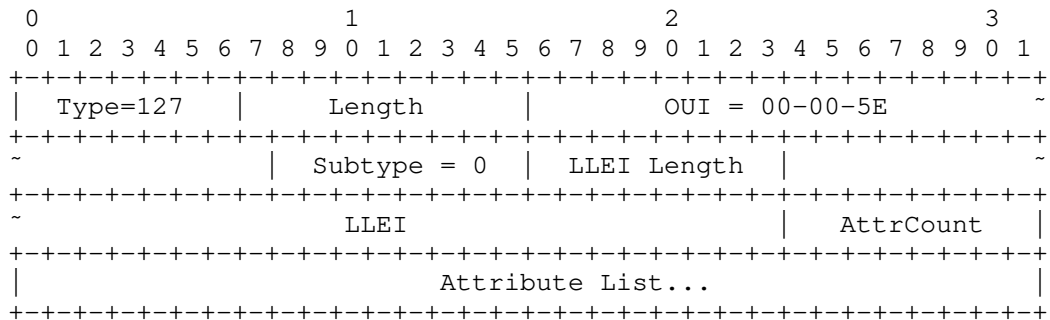 0                   1                   2                   3
 0 1 2 3 4 5 6 7 8 9 0 1 2 3 4 5 6 7 8 9 0 1 2 3 4 5 6 7 8 9 0 1
+-+-+-+-+-+-+-+-+-+-+-+-+-+-+-+-+-+-+-+-+-+-+-+-+-+-+-+-+-+-+-+-+
|  Type=127   |     Length      |        OUI = 00-00-5E         ~
+-+-+-+-+-+-+-+-+-+-+-+-+-+-+-+-+-+-+-+-+-+-+-+-+-+-+-+-+-+-+-+-+
~               |  Subtype = 0  |  LLEI Length  |               ~
+-+-+-+-+-+-+-+-+-+-+-+-+-+-+-+-+-+-+-+-+-+-+-+-+-+-+-+-+-+-+-+-+
~                    LLEI                       |   AttrCount   |
+-+-+-+-+-+-+-+-+-+-+-+-+-+-+-+-+-+-+-+-+-+-+-+-+-+-+-+-+-+-+-+-+
|                          Attribute List...                    |
+-+-+-+-+-+-+-+-+-+-+-+-+-+-+-+-+-+-+-+-+-+-+-+-+-+-+-+-+-+-+-+-+